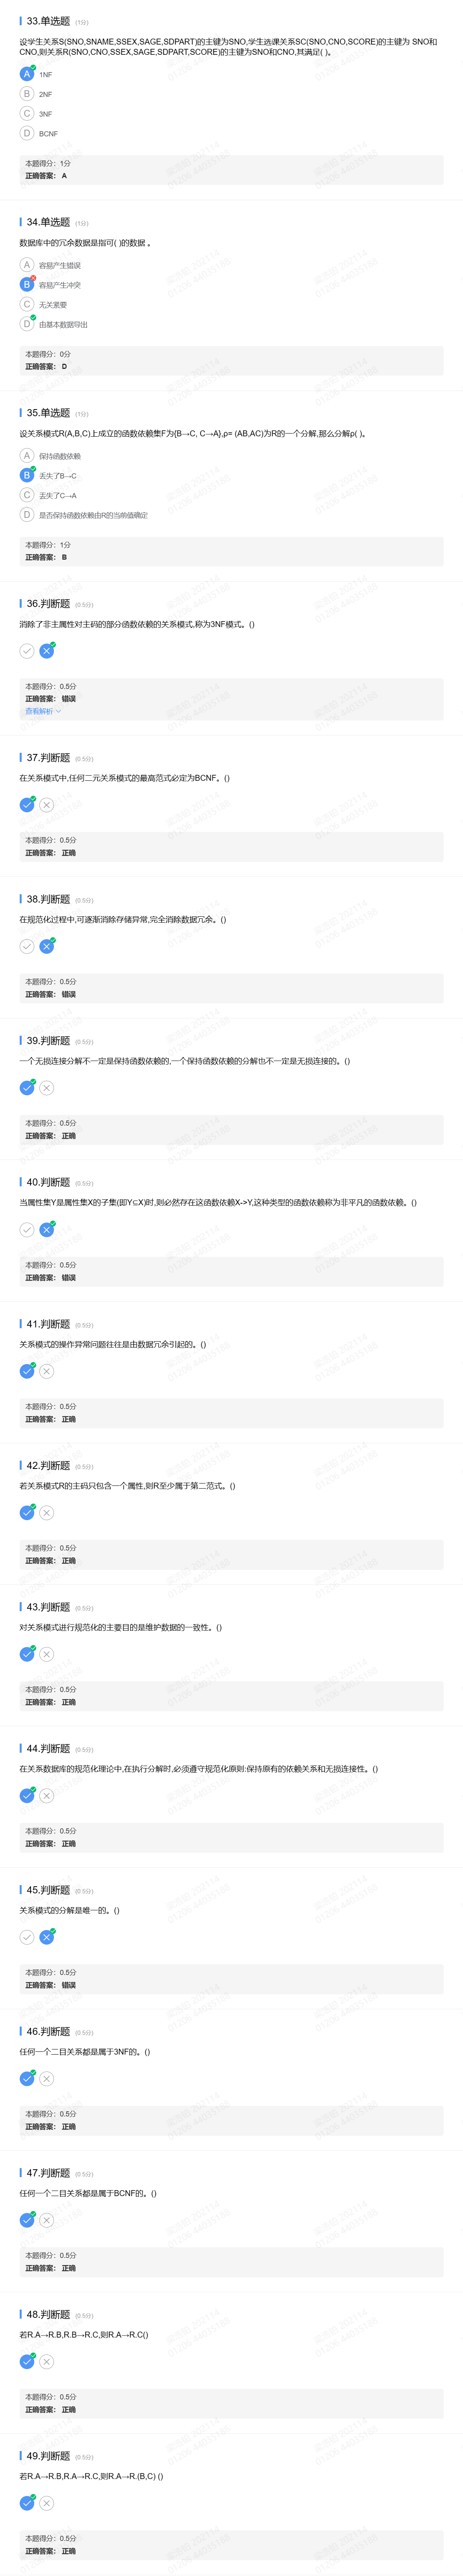 33.单选题 (1分)
设学生关系S(SNO,SNAME,SSEX,SAGE,SDPART)的主键为SNO,学生选课关系SC(SNO,CNO,SCORE)的主键为 SNO和
CNO,则关系R(SNO,CNO,SSEX,SAGE,SDPART,SCORE)的主键为SNO和CNO,其满足( )。
A 1NF
B 2NF
C 3NF
D BCNF
本题得分：1分
正确答案： A
34.单选题 (1分)
数据库中的冗余数据是指可( )的数据 。
A 容易产生错误
B 容易产生冲突
C 无关紧要
D 由基本数据导出
本题得分：0分
正确答案： D
35.单选题 (1分)
设关系模式R(A,B,C)上成立的函数依赖集F为{B→C, C→A},ρ= (AB,AC)为R的一个分解,那么分解ρ( )。
A 保持函数依赖
B 丢失了B→C
C 丢失了C→A
D 是否保持函数依赖由R的当前值确定
本题得分：1分
正确答案： B
36.判断题 (0.5分)
消除了非主属性对主码的部分函数依赖的关系模式,称为3NF模式。()
本题得分：0.5分
正确答案： 错误
查看解析
37.判断题 (0.5分)
在关系模式中,任何二元关系模式的最高范式必定为BCNF。()
本题得分：0.5分
正确答案： 正确
38.判断题 (0.5分)
在规范化过程中,可逐渐消除存储异常,完全消除数据冗余。()
本题得分：0.5分
正确答案： 错误
39.判断题 (0.5分)
一个无损连接分解不一定是保持函数依赖的,一个保持函数依赖的分解也不一定是无损连接的。()
本题得分：0.5分
正确答案： 正确
40.判断题 (0.5分)
当属性集Y是属性集X的子集(即Y⊆X)时,则必然存在这函数依赖X->Y,这种类型的函数依赖称为非平凡的函数依赖。()
本题得分：0.5分
正确答案： 错误
41.判断题 (0.5分)
关系模式的操作异常问题往往是由数据冗余引起的。()
本题得分：0.5分
正确答案： 正确
42.判断题 (0.5分)
若关系模式R的主码只包含一个属性,则R至少属于第二范式。()
本题得分：0.5分
正确答案： 正确
43.判断题 (0.5分)
对关系模式进行规范化的主要目的是维护数据的一致性。()
本题得分：0.5分
正确答案： 正确
44.判断题 (0.5分)
在关系数据库的规范化理论中,在执行分解时,必须遵守规范化原则:保持原有的依赖关系和无损连接性。()
本题得分：0.5分
正确答案： 正确
45.判断题 (0.5分)
关系模式的分解是唯一的。()
本题得分：0.5分
正确答案： 错误
46.判断题 (0.5分)
任何一个二目关系都是属于3NF的。()
本题得分：0.5分
正确答案： 正确
47.判断题 (0.5分)
任何一个二目关系都是属于BCNF的。()
本题得分：0.5分
正确答案： 正确
48.判断题 (0.5分)
若R.A→R.B,R.B→R.C,则R.A→R.C()
本题得分：0.5分
正确答案： 正确
49.判断题 (0.5分)
若R.A→R.B,R.A→R.C,则R.A→R.(B,C) ()
本题得分：0.5分
正确答案： 正确